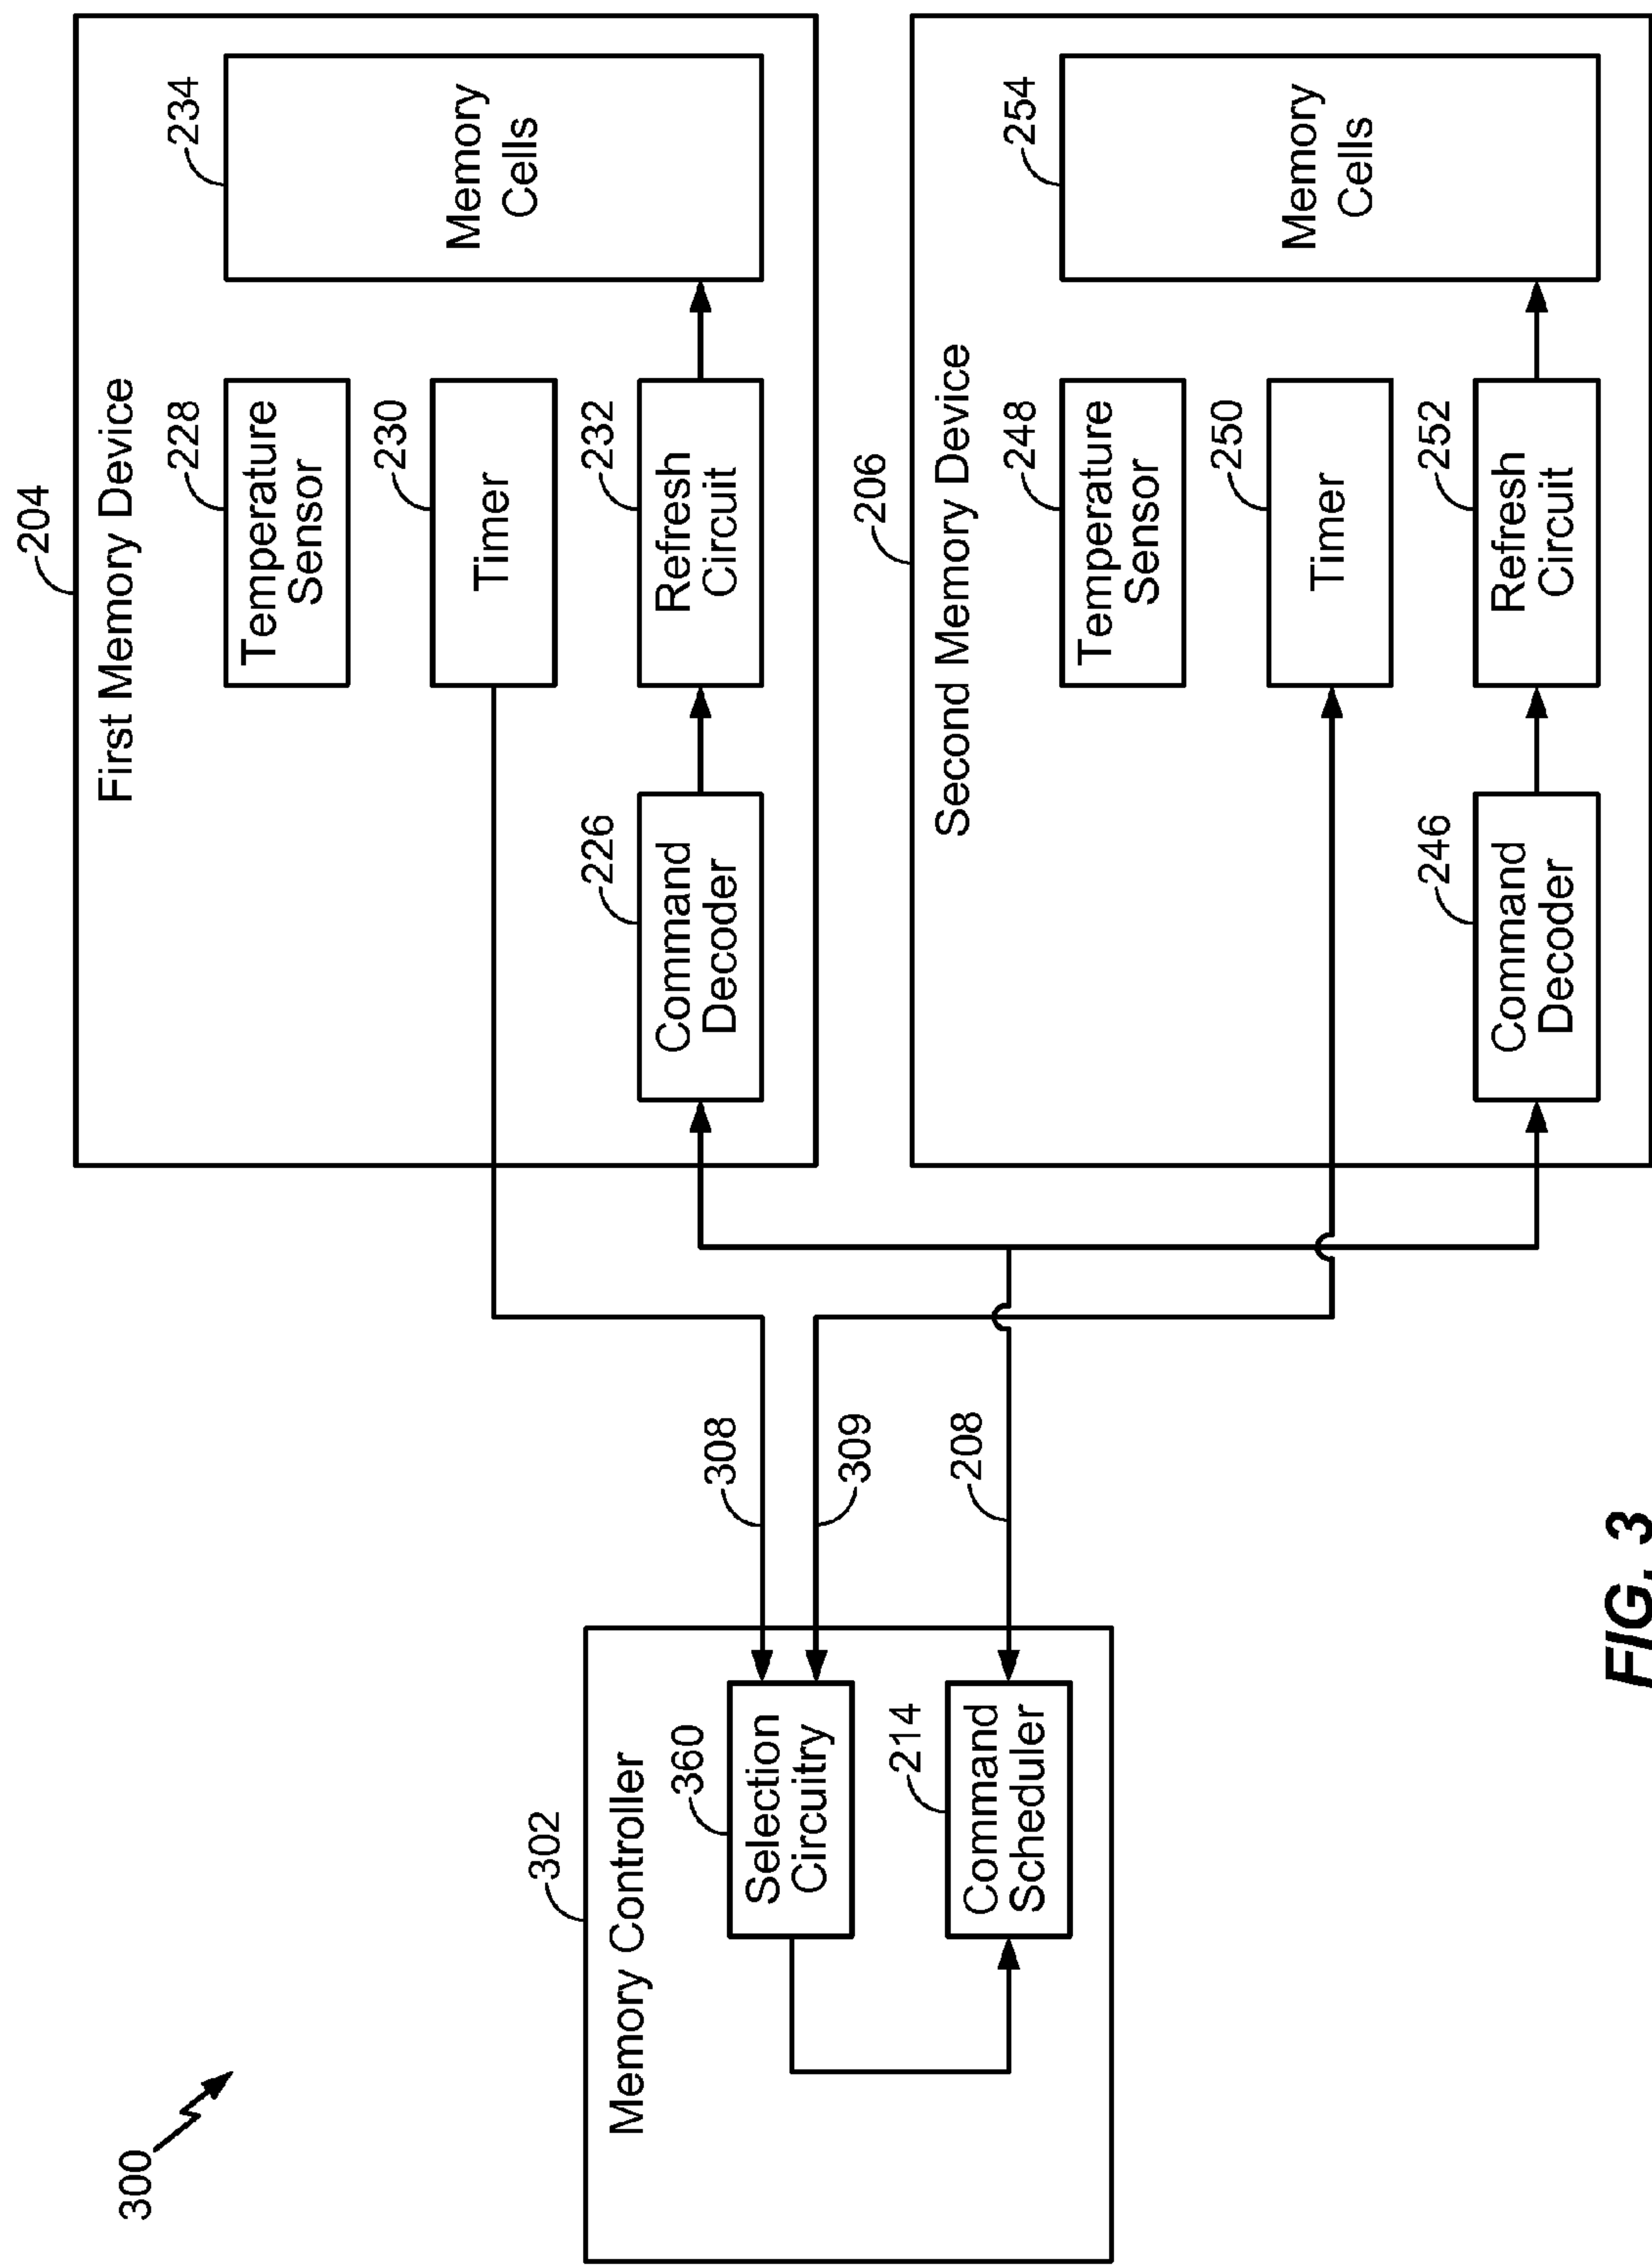 300
302
Memory Controller
360
Selection
Circuitry
214
Command
Scheduler
308
309
208
204
First Memory Device
228
Temperature
Sensor
230
Timer
226
Command
Decoder
232
Refresh
Circuit
234
Memory
Cells
206
Second Memory Device
248
Temperature
Sensor
250
Timer
246
Command
Decoder
252
Refresh
Circuit
254
Memory
Cells
FIG. 3